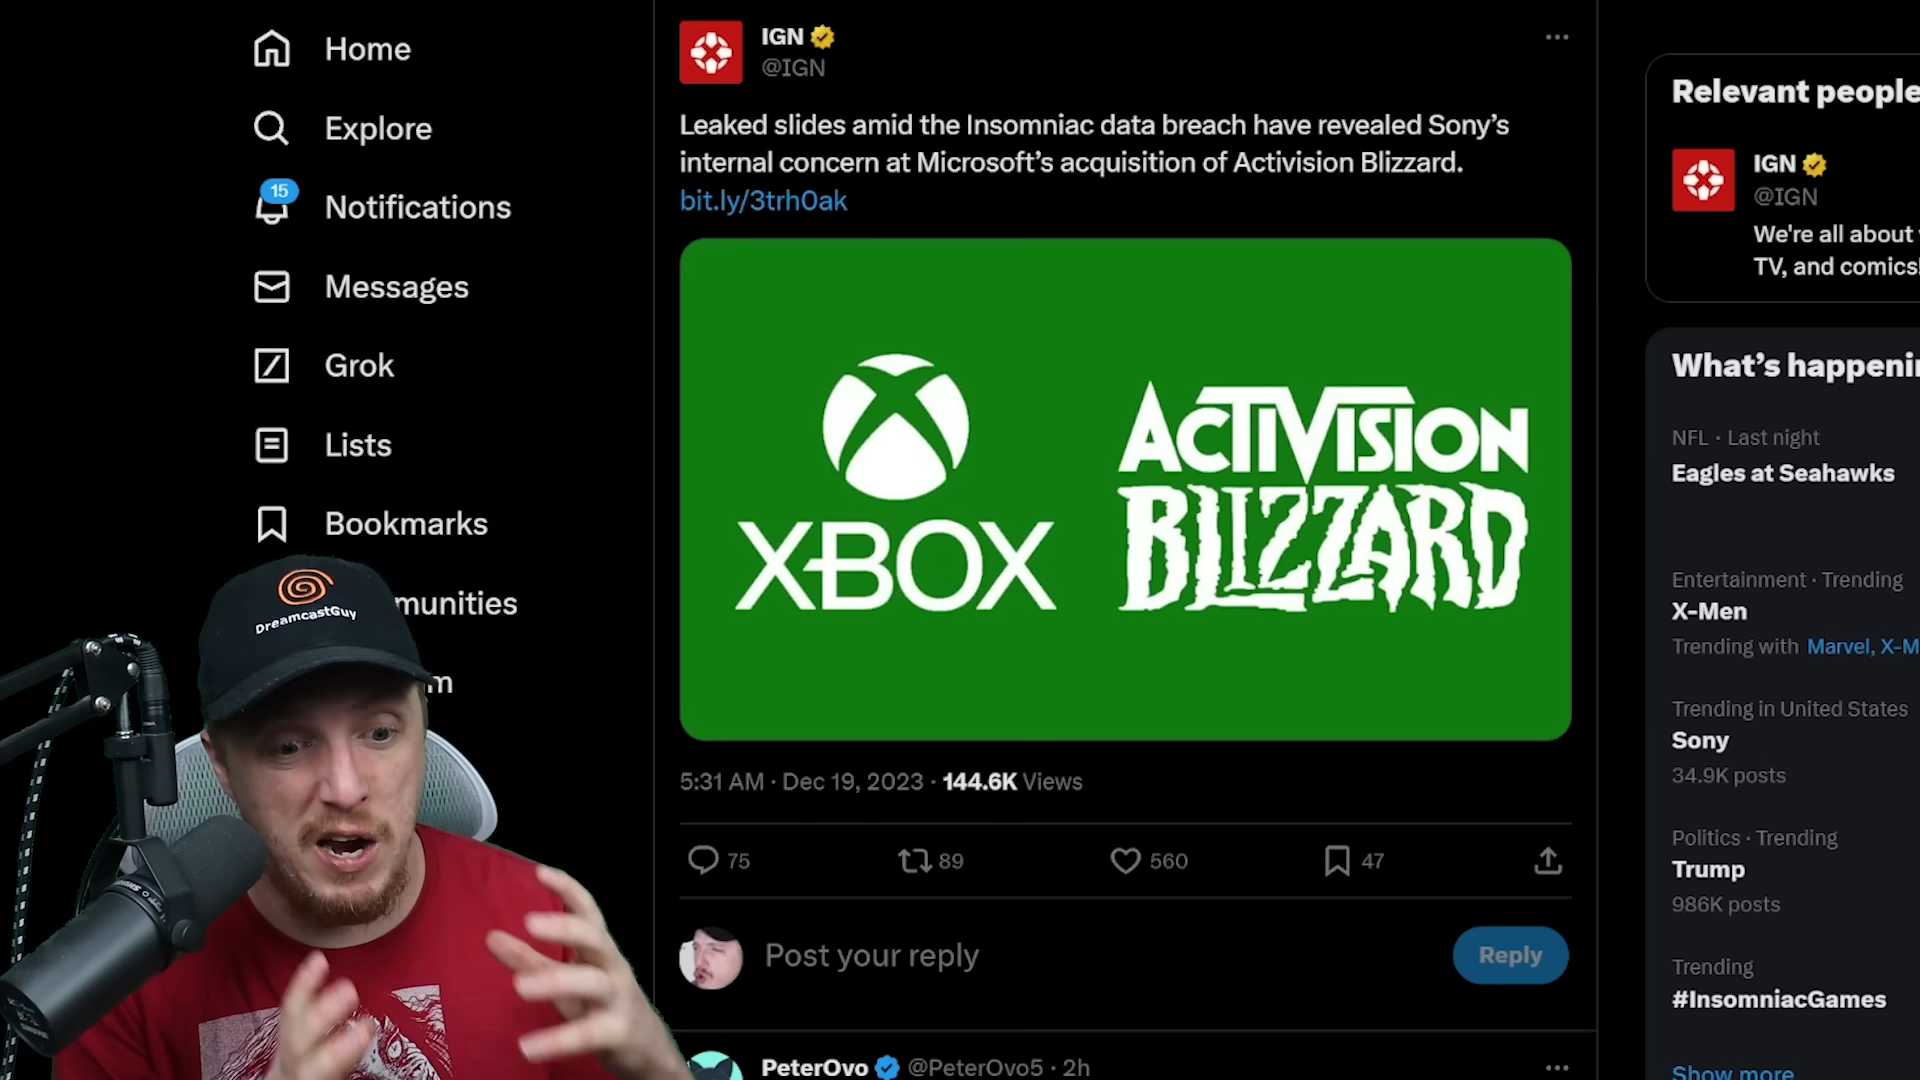 Home
Explore
15
Notifications
Messages
Grok
Lists
Bookmarks
munities
m
DreamcastGuy
IGN
@IGN
Leaked slides amid the Insomniac data breach have revealed Sony's
internal concern at Microsoft's acquisition of Activision Blizzard.
bit.ly/3trh0ak
XBOX
ACTIVISION
BLIZZARD
5:31 AM · Dec 19, 2023 · 144.6K Views
75
89
560
47
Post your reply
Reply
PeterOvo @PeterOvo5 · 2h
Relevant people
IGN
@IGN
We're all about
TV, and comics!
What's happenin
NFL · Last night
Eagles at Seahawks
Entertainment · Trending
X-Men
Trending with Marvel, X-M
Trending in United States
Sony
34.9K posts
Politics · Trending
Trump
986K posts
Trending
#InsomniacGames
Show more